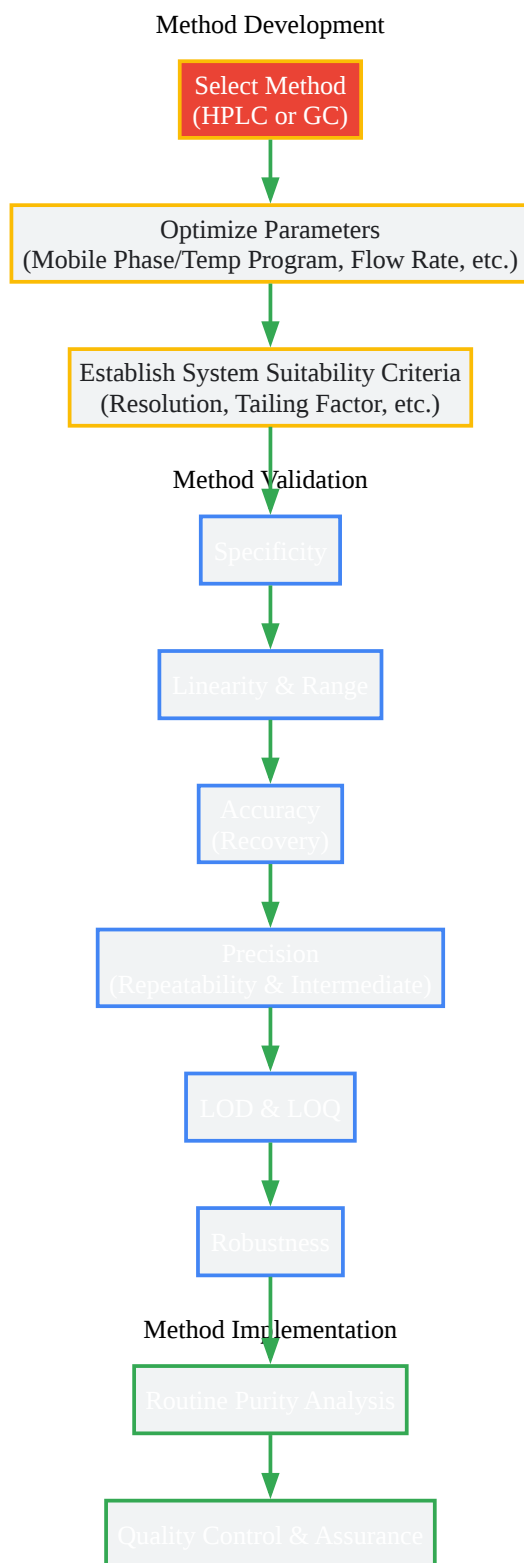 Method Development
Select Method
(HPLC or GC)
Optimize Parameters
(Mobile Phase/Temp Program, Flow Rate, etc.)
Establish System Suitability Criteria
(Resolution, Tailing Factor, etc.)
Method Validation
Specificity
Linearity & Range
Accuracy
(Recovery)
Precision
(Repeatability & Intermediate)
LOD & LOQ
Robustness
Method Implementation
Routine Purity Analysis
Quality Control & Assurance